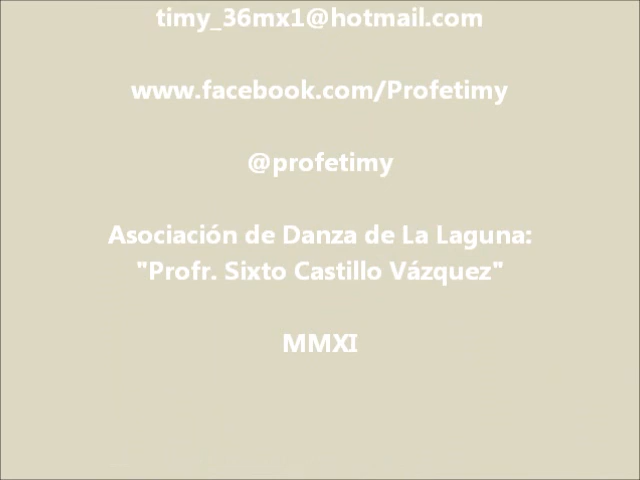 timy_36mx1@hotmail.com
www.facebook.com/Profetimy
@profetimy
Asociación de Danza de La Laguna:
"Profr. Sixto Castillo Vázquez"
MMXI